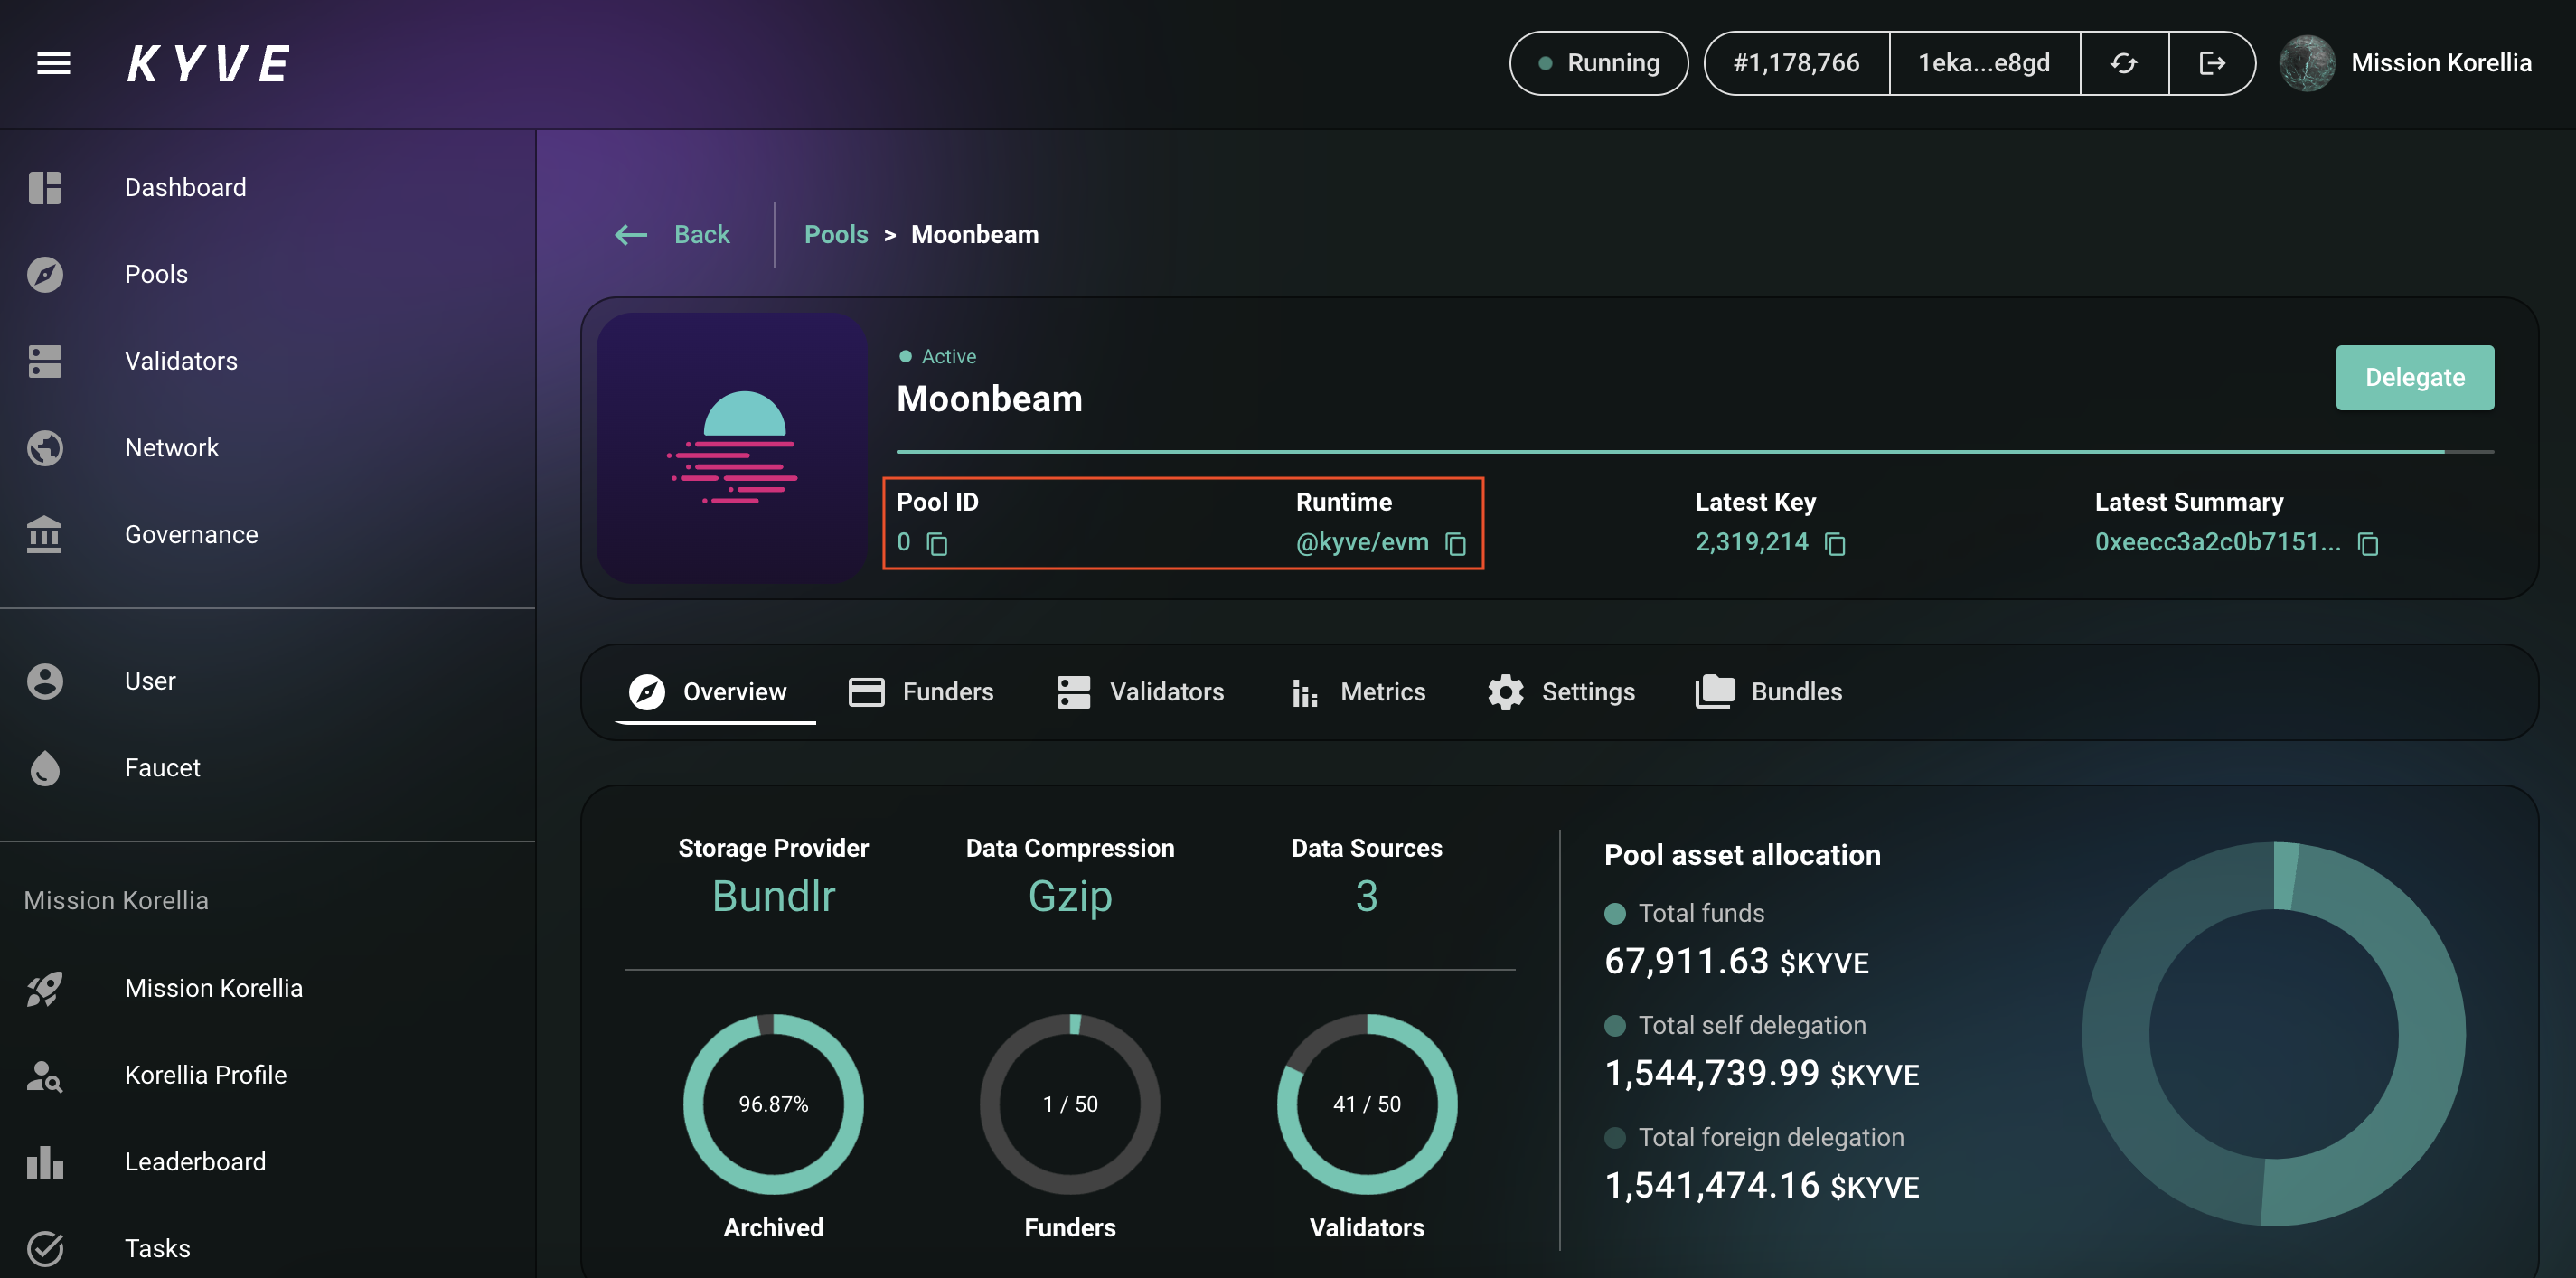 KYVE
Running
#1,178,766
1eka...e8gd
Mission Korellia
Dashboard
Pools
Validators
Network
Governance
User
Faucet
Mission Korellia
Mission Korellia
Korellia Profile
Leaderboard
Tasks
Back
Pools > Moonbeam
Active
Moonbeam
Delegate
Pool ID
0
Runtime
@kyve/evm
Latest Key
2,319,214
Latest Summary
0xeecc3a2c0b7151...
Overview
Funders
Validators
Metrics
Settings
Bundles
Storage Provider
Bundlr
Data Compression
Gzip
Data Sources
3
96.87%
Archived
1 / 50
Funders
41 / 50
Validators
Pool asset allocation
Total funds
67,911.63 $KYVE
Total self delegation
1,544,739.99 $KYVE
Total foreign delegation
1,541,474.16 $KYVE